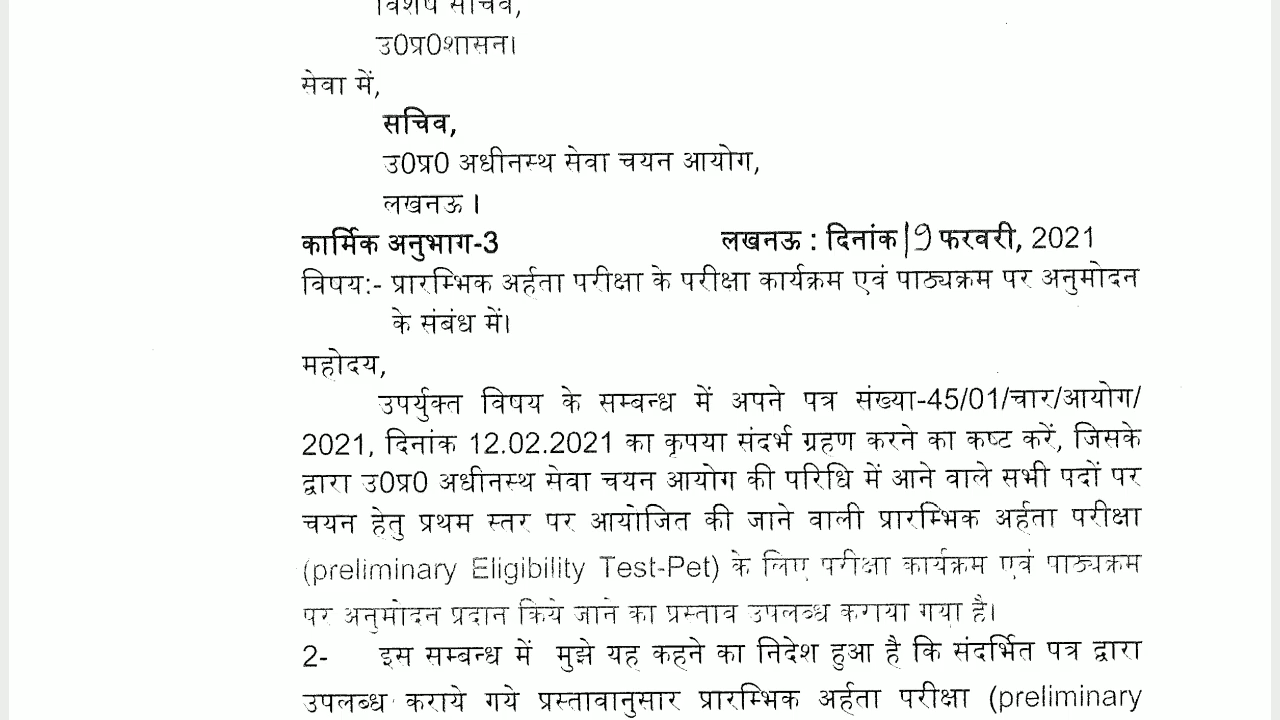 विशेष सचिव,
उ0प्र0शासन।
सेवा में,
सचिव,
उ0प्र0 अधीनस्थ सेवा चयन आयोग,
लखनऊ ।
कार्मिक अनुभाग-3 लखनऊ : दिनांक 19 फरवरी, 2021
विषय:- प्रारम्भिक अर्हता परीक्षा के परीक्षा कार्यक्रम एवं पाठ्यक्रम पर अनुमोदन
के संबंध में।
महोदय,
उपर्युक्त विषय के सम्बन्ध में अपने पत्र संख्या-45/01/चार/आयोग/
2021, दिनांक 12.02.2021 का कृपया संदर्भ ग्रहण करने का कष्ट करें, जिसके
द्वारा उ0प्र0 अधीनस्थ सेवा चयन आयोग की परिधि में आने वाले सभी पदों पर
चयन हेतु प्रथम स्तर पर आयोजित की जाने वाली प्रारम्भिक अर्हता परीक्षा
(preliminary Eligibility Test-Pet) के लिए परीक्षा कार्यक्रम एवं पाठ्यक्रम
पर अनुमोदन प्रदान किये जाने का प्रस्ताव उपलब्ध कराया गया है।
2- इस सम्बन्ध में मुझे यह कहने का निदेश हुआ है कि संदर्भित पत्र द्वारा
उपलब्ध कराये गये प्रस्तावानुसार प्रारम्भिक अर्हता परीक्षा (preliminary